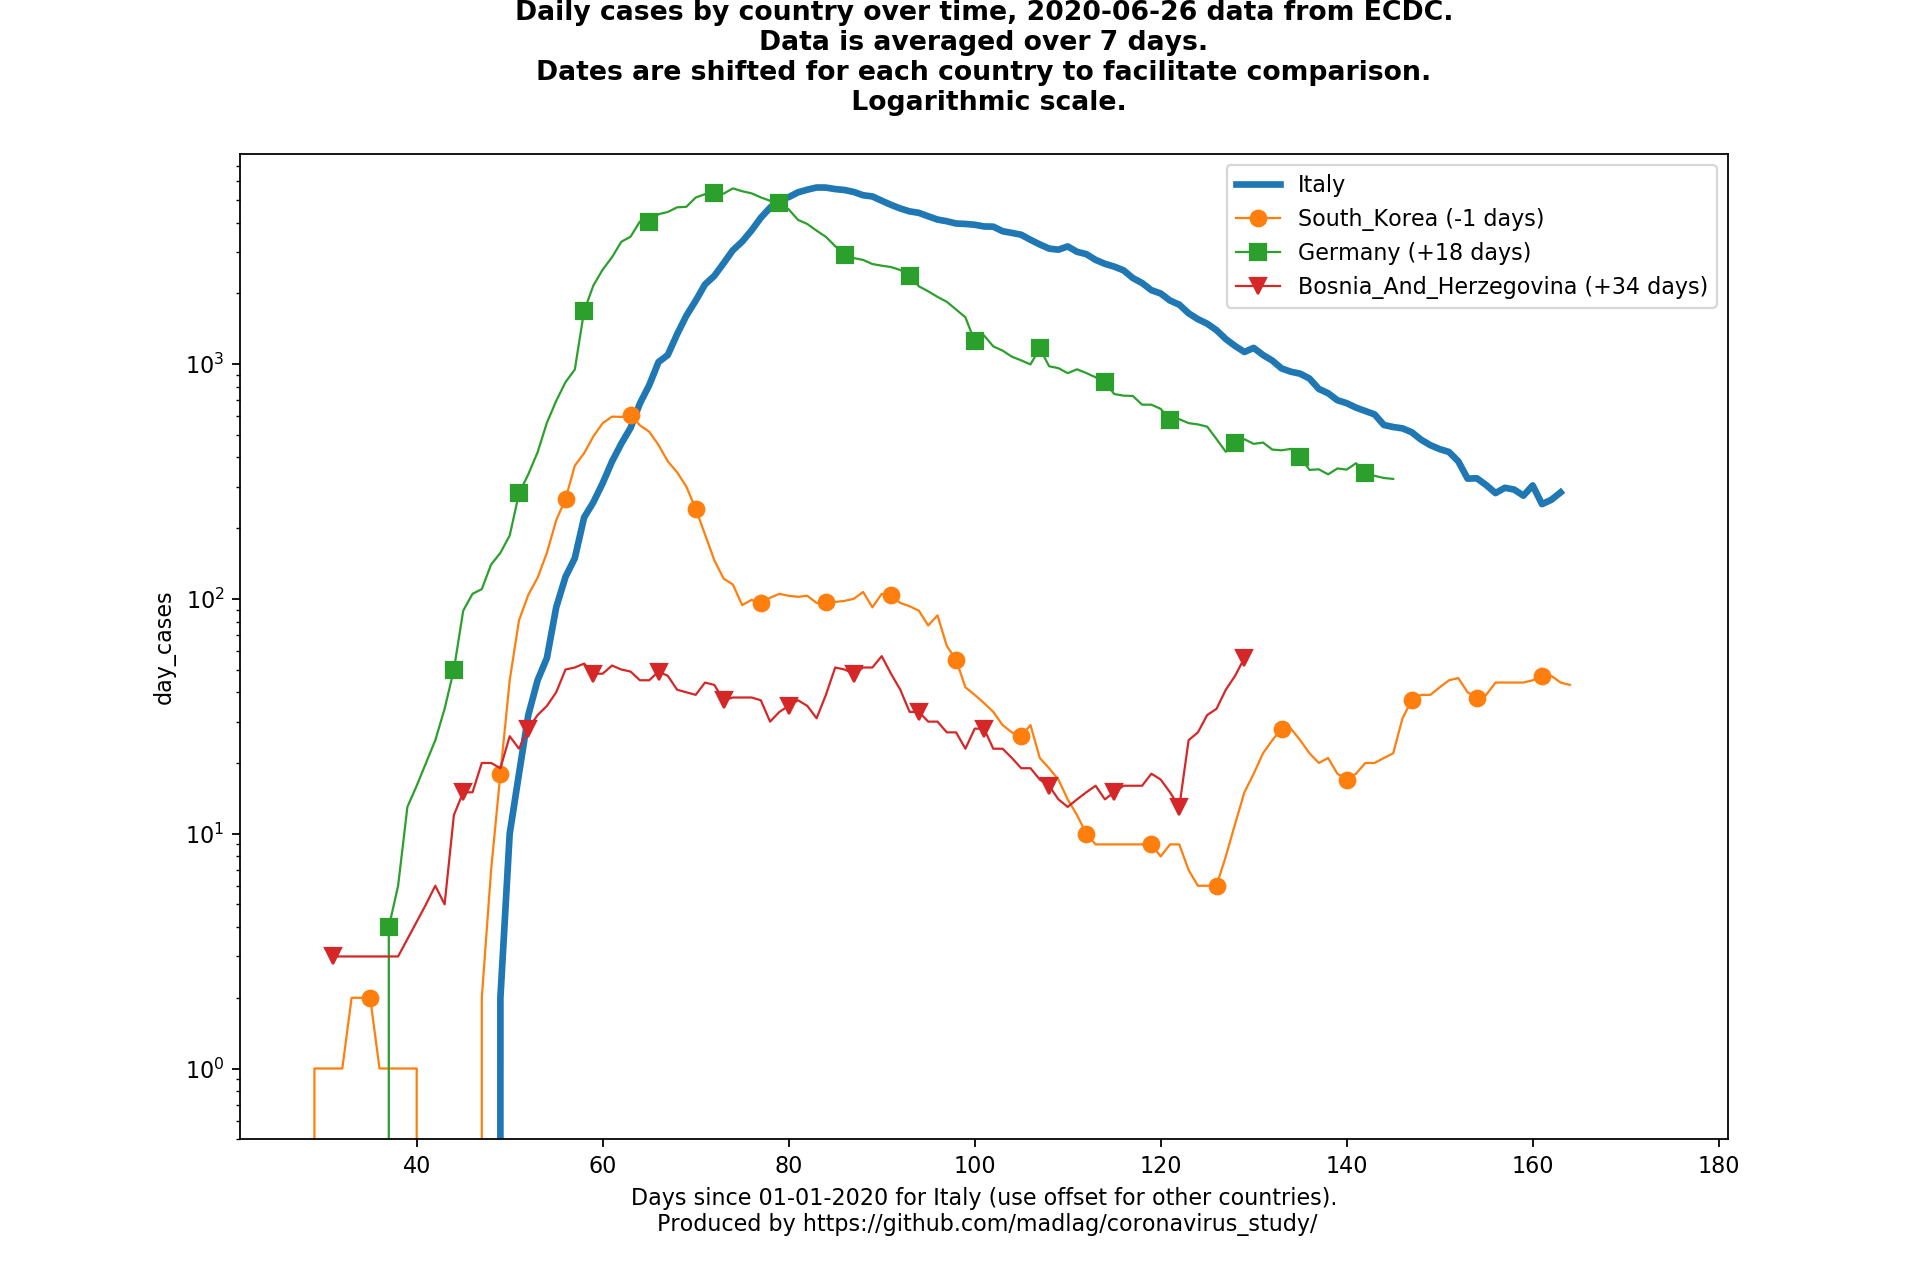 Daily cases by country over time, 2020-06-26 data from ECDC.
Data is averaged over 7 days.
Dates are shifted for each country to facilitate comparison.
Logarithmic scale.
Italy
South_Korea (-1 days)
Germany (+18 days)
Bosnia_And_Herzegovina (+34 days)
day_cases
10³
10²
10¹
10⁰
40 60 80 100 120 140 160 180
Days since 01-01-2020 for Italy (use offset for other countries).
Produced by https://github.com/madlag/coronavirus_study/